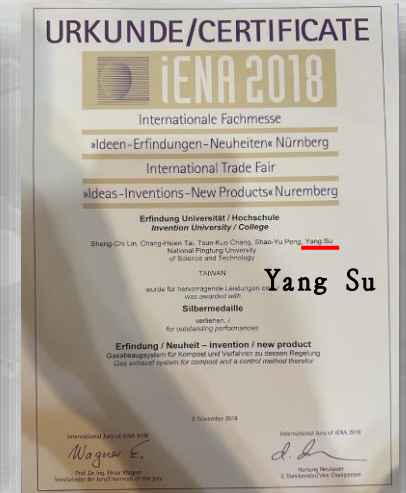 URKUNDE/CERTIFICATE
iENA 2018
Internationale Fachmesse
»Ideen-Erfindungen-Neuheiten« Nürnberg
International Trade Fair
»Ideas-Inventions-New Products« Nuremberg
Erfindung Universität / Hochschule
Invention University / College
Sheng-Chi Lin, Chang-Hsien Tai, Tsun-Kuo Chang, Shao-Yu Peng, Yang Su
National Pingtung University
of Science and Technology
TAIWAN
Yang Su
wurde für hervorragende Leistungen
was awarded with
Silbermedaille
verliehen. /
for outstanding performances.
Erfindung / Neuheit – invention / new product
Gasabsaugsystem für Kompost und Verfahren zu dessen Regelung
Gas exhaust system for compost and a control method therefor
November 2018
International Jury of iENA 2018
Wagner E.
Prof. Dr. Ing. Elmar Wagner
Vorsitzender der Jury/Chairman of the Jury
International Jury of iENA 2018
Hartung Neubauer
2. Vorsitzender/Vice Chairperson